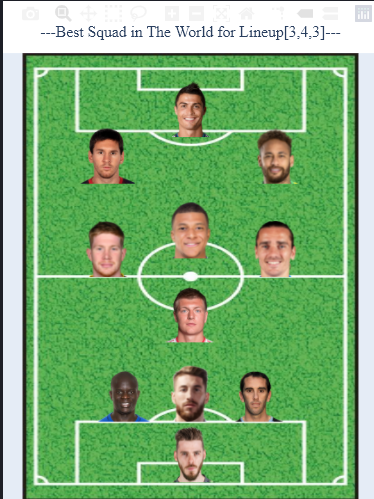 ---Best Squad in The World for Lineup[3,4,3]---